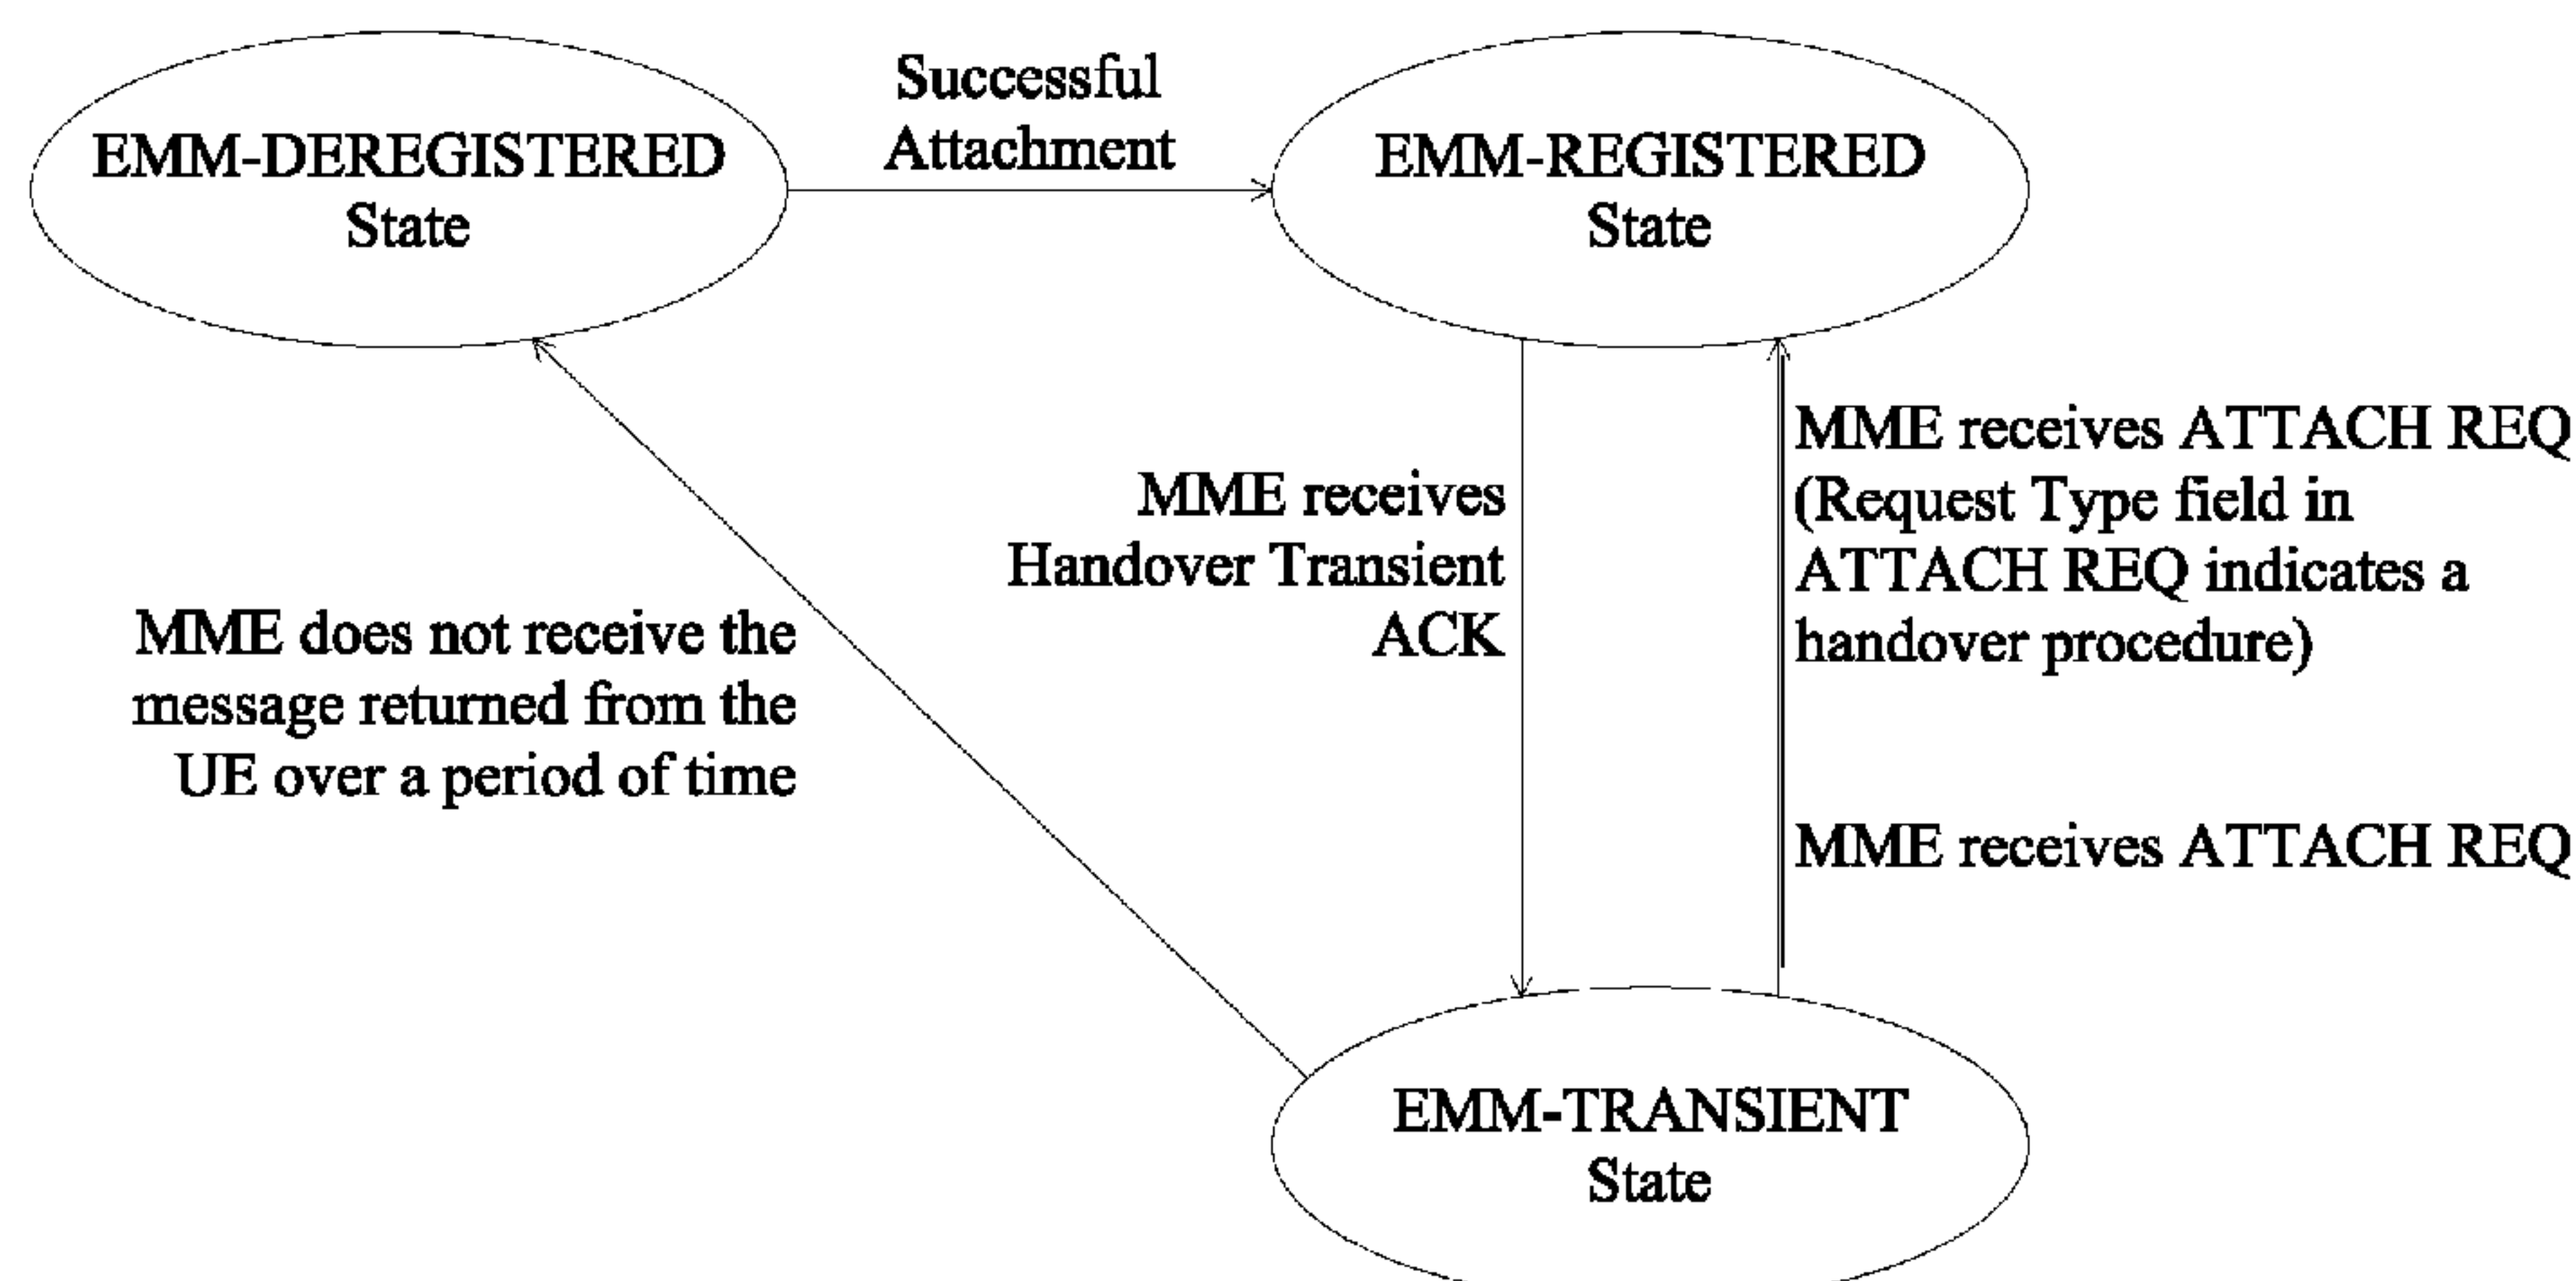 EMM-DEREGISTERED
State
Successful
Attachment
EMM-REGISTERED
State
MME does not receive the
message returned from the
UE over a period of time
MME receives
Handover Transient
ACK
MME receives ATTACH REQ
(Request Type field in
ATTACH REQ indicates a
handover procedure)
MME receives ATTACH REQ
EMM-TRANSIENT
State